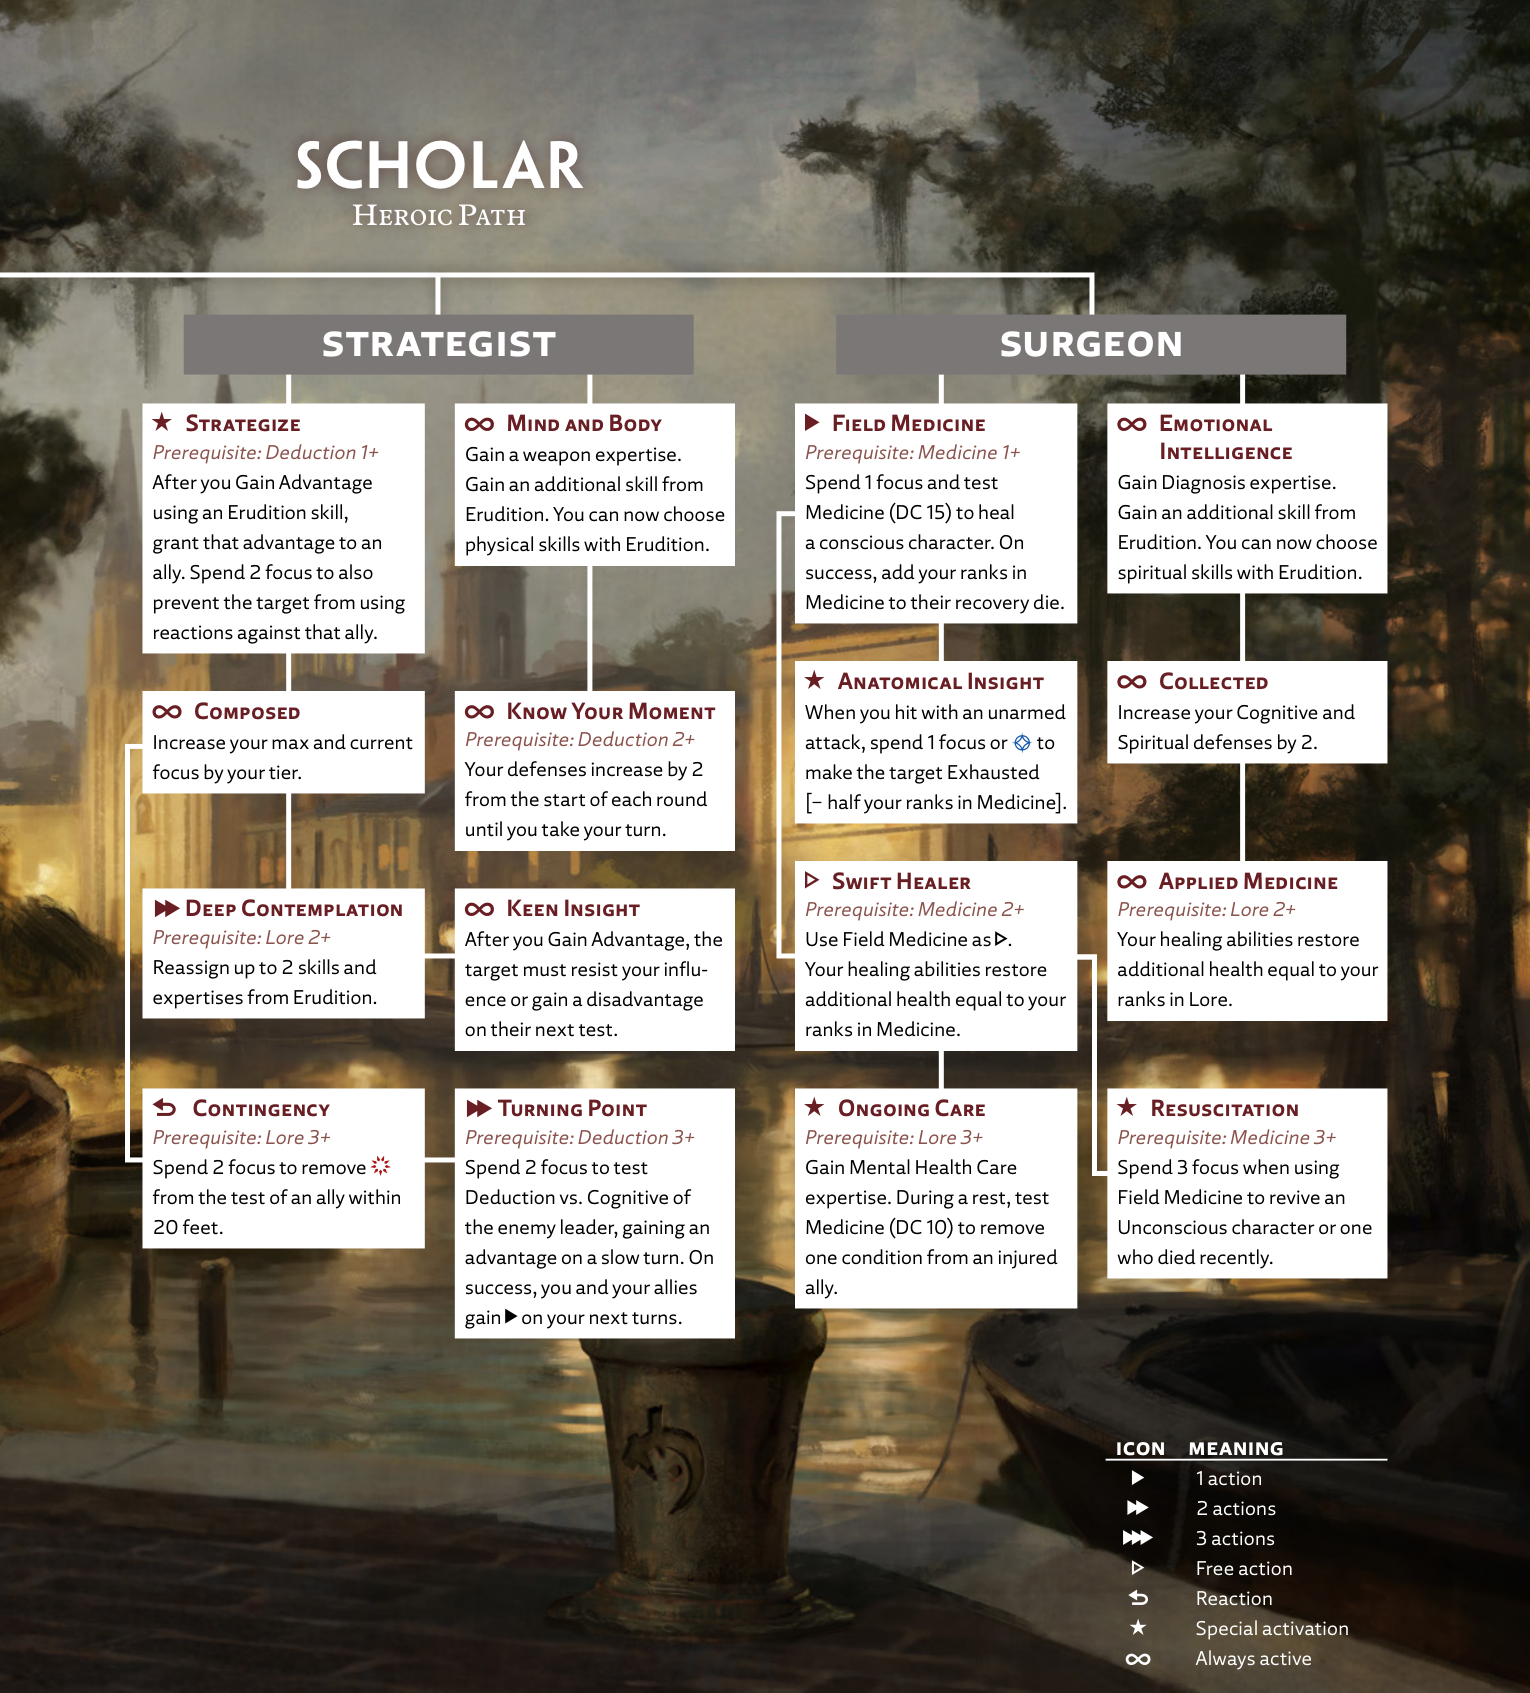 SCHOLAR
Heroic Path
STRATEGIST
Strategize
Prerequisite: Deduction 1+
After you Gain Advantage
using an Erudition skill,
grant that advantage to an
ally. Spend 2 focus to also
prevent the target from using
reactions against that ally.
Mind and Body
Gain a weapon expertise.
Gain an additional skill from
Erudition. You can now choose
physical skills with Erudition.
Composed
Increase your max and current
focus by your tier.
Know Your Moment
Prerequisite: Deduction 2+
Your defenses increase by 2
from the start of each round
until you take your turn.
Deep Contemplation
Prerequisite: Lore 2+
Reassign up to 2 skills and
expertises from Erudition.
Keen Insight
After you Gain Advantage, the
target must resist your influ-
ence or gain a disadvantage
on their next test.
Contingency
Prerequisite: Lore 3+
Spend 2 focus to remove
from the test of an ally within
20 feet.
Turning Point
Prerequisite: Deduction 3+
Spend 2 focus to test
Deduction vs. Cognitive of
the enemy leader, gaining an
advantage on a slow turn. On
success, you and your allies
gain ▶ on your next turns.
SURGEON
Field Medicine
Prerequisite: Medicine 1+
Spend 1 focus and test
Medicine (DC 15) to heal
a conscious character. On
success, add your ranks in
Medicine to their recovery die.
Emotional
Intelligence
Gain Diagnosis expertise.
Gain an additional skill from
Erudition. You can now choose
spiritual skills with Erudition.
Anatomical Insight
When you hit with an unarmed
attack, spend 1 focus or to
make the target Exhausted
[– half your ranks in Medicine].
Collected
Increase your Cognitive and
Spiritual defenses by 2.
Swift Healer
Prerequisite: Medicine 2+
Use Field Medicine as ▷.
Your healing abilities restore
additional health equal to your
ranks in Medicine.
Applied Medicine
Prerequisite: Lore 2+
Your healing abilities restore
additional health equal to your
ranks in Lore.
Ongoing Care
Prerequisite: Lore 3+
Gain Mental Health Care
expertise. During a rest, test
Medicine (DC 10) to remove
one condition from an injured
ally.
Resuscitation
Prerequisite: Medicine 3+
Spend 3 focus when using
Field Medicine to revive an
Unconscious character or one
who died recently.
ICON MEANING
1 action
2 actions
3 actions
Free action
Reaction
Special activation
Always active